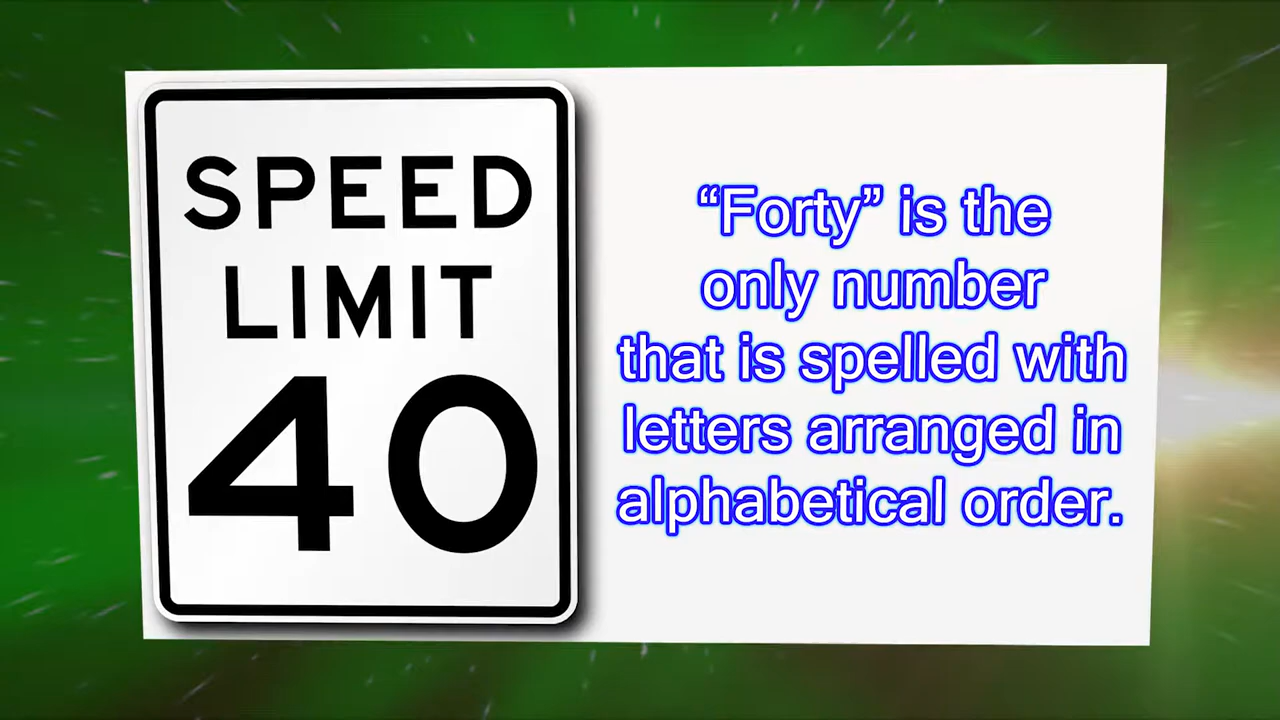 SPEED
LIMIT
40
“Forty” is the
only number
that is spelled with
letters arranged in
alphabetical order.